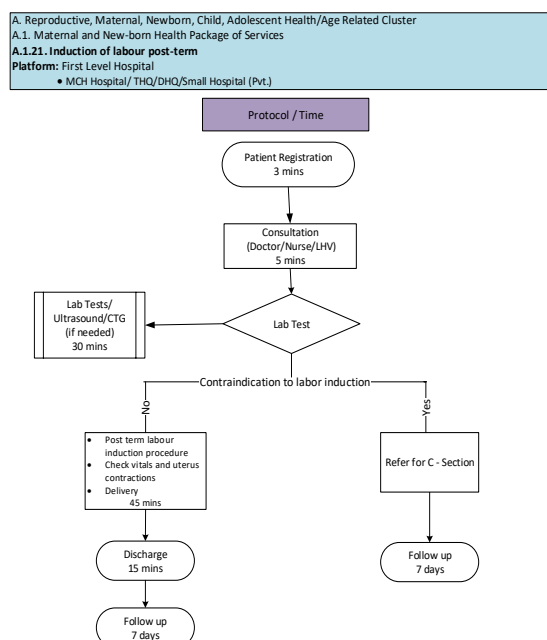 A. Reproductive, Maternal, Newborn, Child, Adolescent Health/Age Related Cluster
A.1. Maternal and New-born Health Package of Services
A.1.21. Induction of labour post-term
Platform: First Level Hospital
• MCH Hospital/ THQ/DHQ/Small Hospital (Pvt.)
Protocol / Time
Patient Registration
3 mins
Consultation
(Doctor/Nurse/LHV)
5 mins
Lab Tests/
Ultrasound/CTG
(if needed)
30 mins
Lab Test
Contraindication to labor induction
No
Yes
• Post term labour
induction procedure
• Check vitals and uterus
contractions
• Delivery
45 mins
Refer for C - Section
Discharge
15 mins
Follow up
7 days
Follow up
7 days